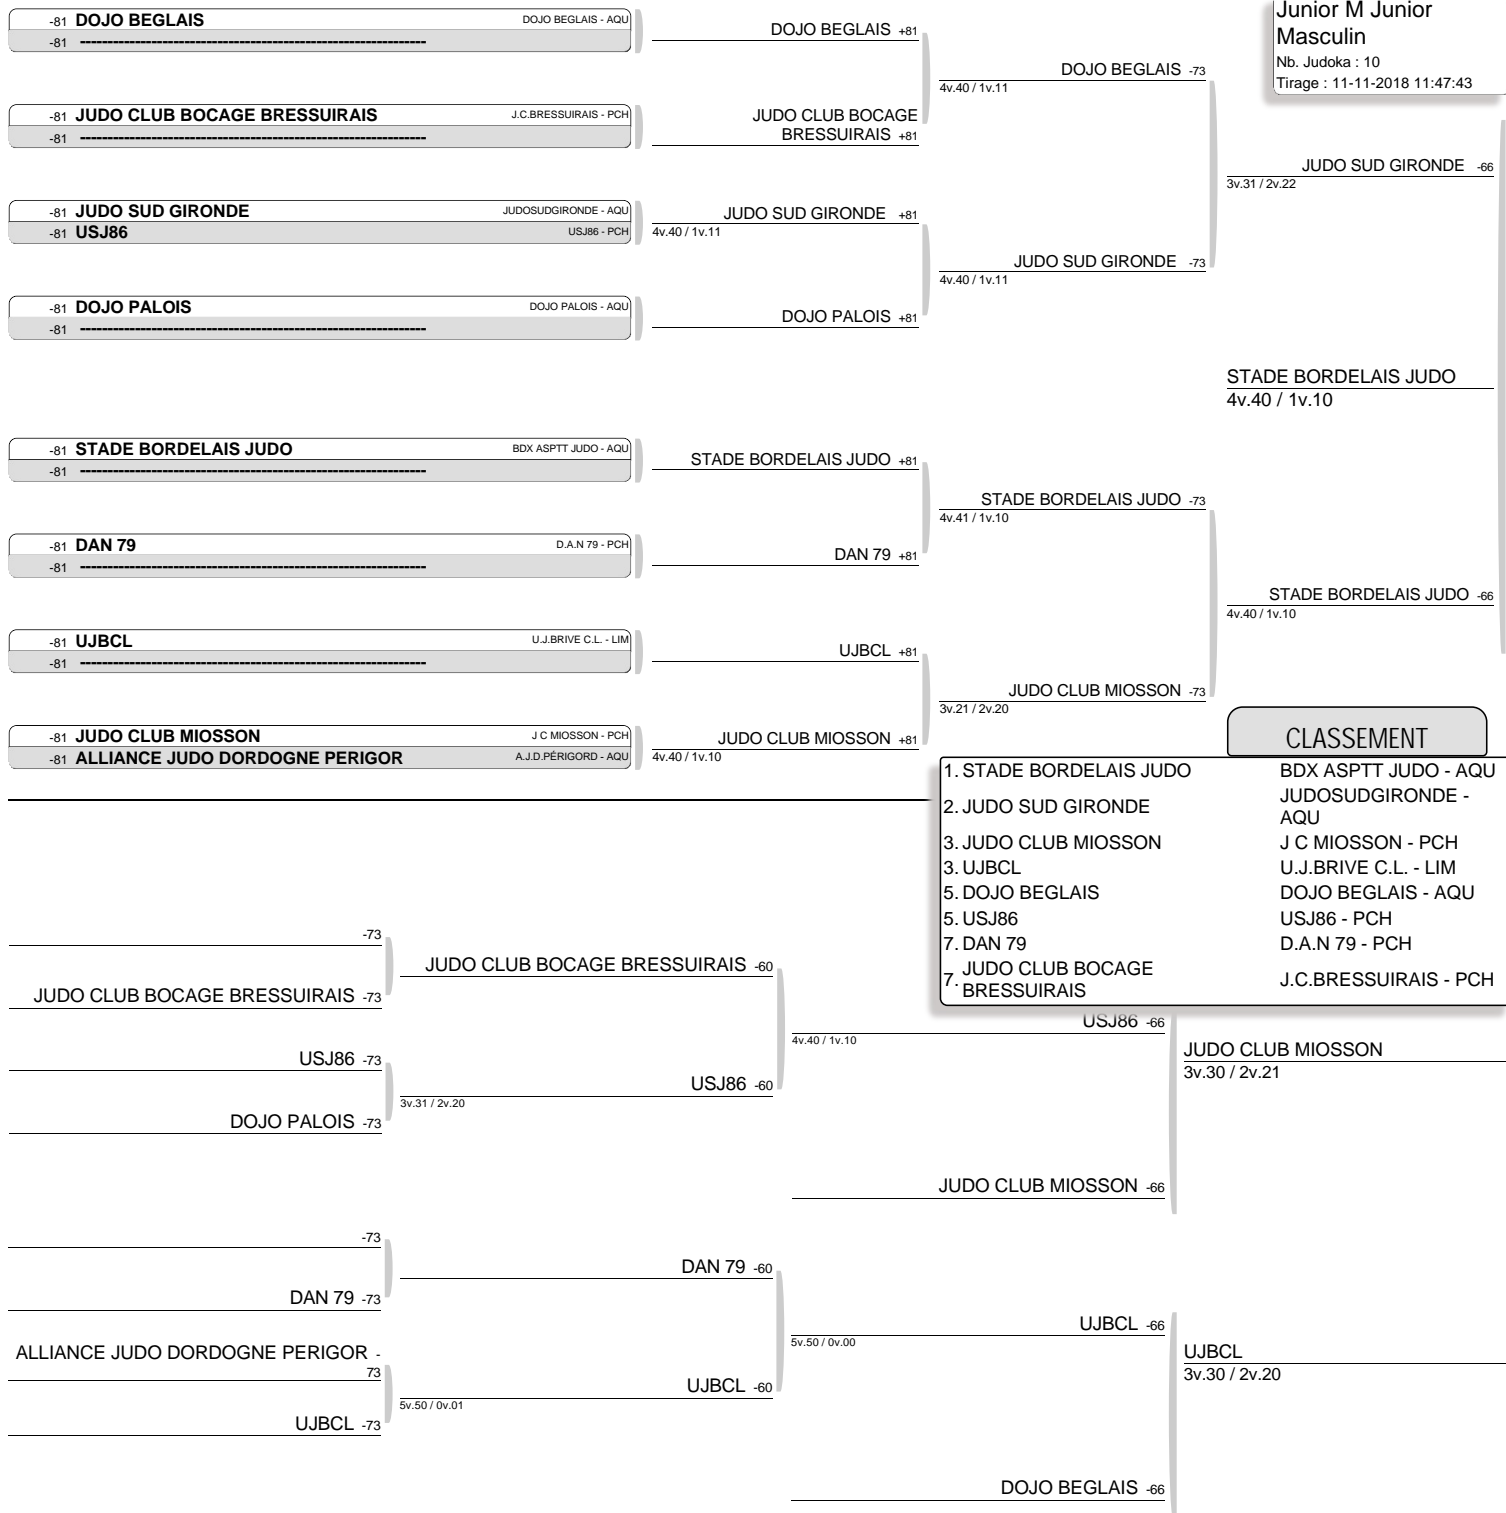 Junior M Junior
Masculin
Nb. Judoka : 10
Tirage : 11-11-2018 11:47:43
-81 DOJO BEGLAIS DOJO BEGLAIS - AQU
-81 ----------------------------------------------------------------
DOJO BEGLAIS +81
DOJO BEGLAIS -73
4v.40 / 1v.11
-81 JUDO CLUB BOCAGE BRESSUIRAIS J.C.BRESSUIRAIS - PCH
-81 ----------------------------------------------------------------
JUDO CLUB BOCAGE
BRESSUIRAIS +81
JUDO SUD GIRONDE -66
3v.31 / 2v.22
-81 JUDO SUD GIRONDE JUDOSUDGIRONDE - AQU
-81 USJ86 USJ86 - PCH
JUDO SUD GIRONDE +81
4v.40 / 1v.11
JUDO SUD GIRONDE -73
4v.40 / 1v.11
-81 DOJO PALOIS DOJO PALOIS - AQU
-81 ----------------------------------------------------------------
DOJO PALOIS +81
STADE BORDELAIS JUDO
4v.40 / 1v.10
-81 STADE BORDELAIS JUDO BDX ASPTT JUDO - AQU
-81 ----------------------------------------------------------------
STADE BORDELAIS JUDO +81
STADE BORDELAIS JUDO -73
4v.41 / 1v.10
-81 DAN 79 D.A.N 79 - PCH
-81 ----------------------------------------------------------------
DAN 79 +81
STADE BORDELAIS JUDO -66
4v.40 / 1v.10
-81 UJBCL U.J.BRIVE C.L. - LIM
-81 ----------------------------------------------------------------
UJBCL +81
JUDO CLUB MIOSSON -73
3v.21 / 2v.20
-81 JUDO CLUB MIOSSON J C MIOSSON - PCH
-81 ALLIANCE JUDO DORDOGNE PERIGOR A.J.D.PÉRIGORD - AQU
JUDO CLUB MIOSSON +81
4v.40 / 1v.10
CLASSEMENT
1. STADE BORDELAIS JUDO BDX ASPTT JUDO - AQU
2. JUDO SUD GIRONDE JUDOSUDGIRONDE -
AQU
3. JUDO CLUB MIOSSON J C MIOSSON - PCH
3. UJBCL U.J.BRIVE C.L. - LIM
5. DOJO BEGLAIS DOJO BEGLAIS - AQU
5. USJ86 USJ86 - PCH
7. DAN 79 D.A.N 79 - PCH
7. JUDO CLUB BOCAGE
BRESSUIRAIS J.C.BRESSUIRAIS - PCH
-73
JUDO CLUB BOCAGE BRESSUIRAIS -60
JUDO CLUB BOCAGE BRESSUIRAIS -73
USJ86 -66
4v.40 / 1v.10
JUDO CLUB MIOSSON
3v.30 / 2v.21
USJ86 -73
USJ86 -60
3v.31 / 2v.20
DOJO PALOIS -73
JUDO CLUB MIOSSON -66
-73
DAN 79 -60
DAN 79 -73
UJBCL -66
5v.50 / 0v.00
UJBCL
3v.30 / 2v.20
ALLIANCE JUDO DORDOGNE PERIGOR -
73
UJBCL -60
5v.50 / 0v.01
UJBCL -73
DOJO BEGLAIS -66